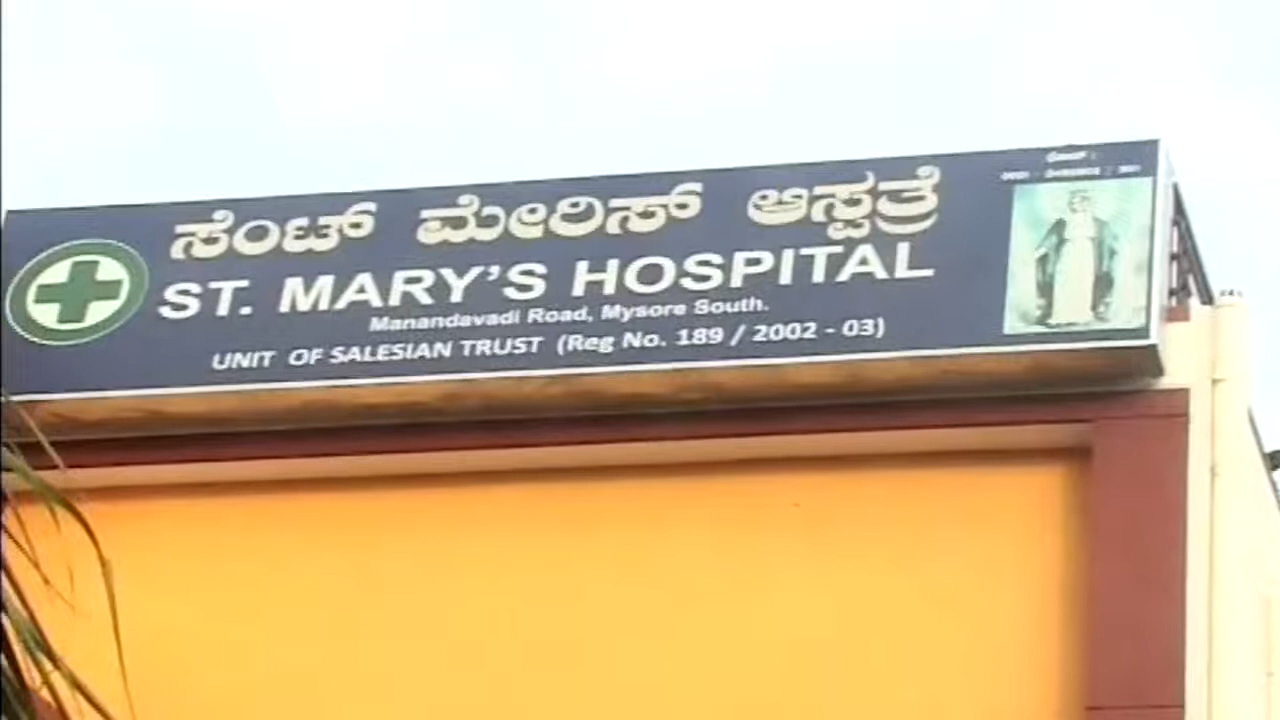 ಸೆಂಟ್ ಮೇರಿಸ್ ಆಸ್ಪತ್ರೆ
ST. MARY'S HOSPITAL
Manandavadi Road, Mysore South.
UNIT OF SALESIAN TRUST (Reg No. 189 / 2002 - 03)